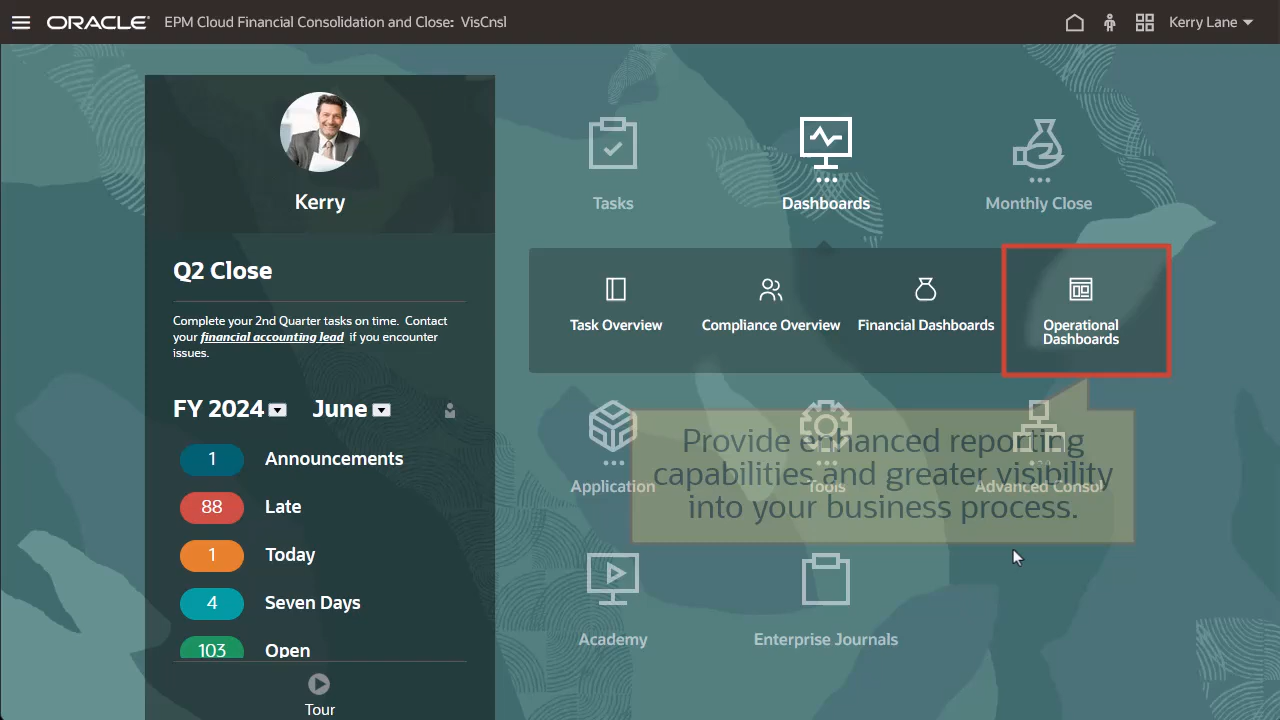 ORACLE EPM Cloud Financial Consolidation and Close: VisCnsl Kerry Lane
Kerry
Q2 Close
Complete your 2nd Quarter tasks on time. Contact
your financial accounting lead if you encounter
issues.
FY 2024 June
1 Announcements
88 Late
1 Today
4 Seven Days
103 Open
Tour
Tasks Dashboards Monthly Close
Task Overview Compliance Overview Financial Dashboards Operational
Dashboards
Provide enhanced reporting
capabilities and greater visibility
into your business process.
Application Tools Advanced Consol
Academy Enterprise Journals